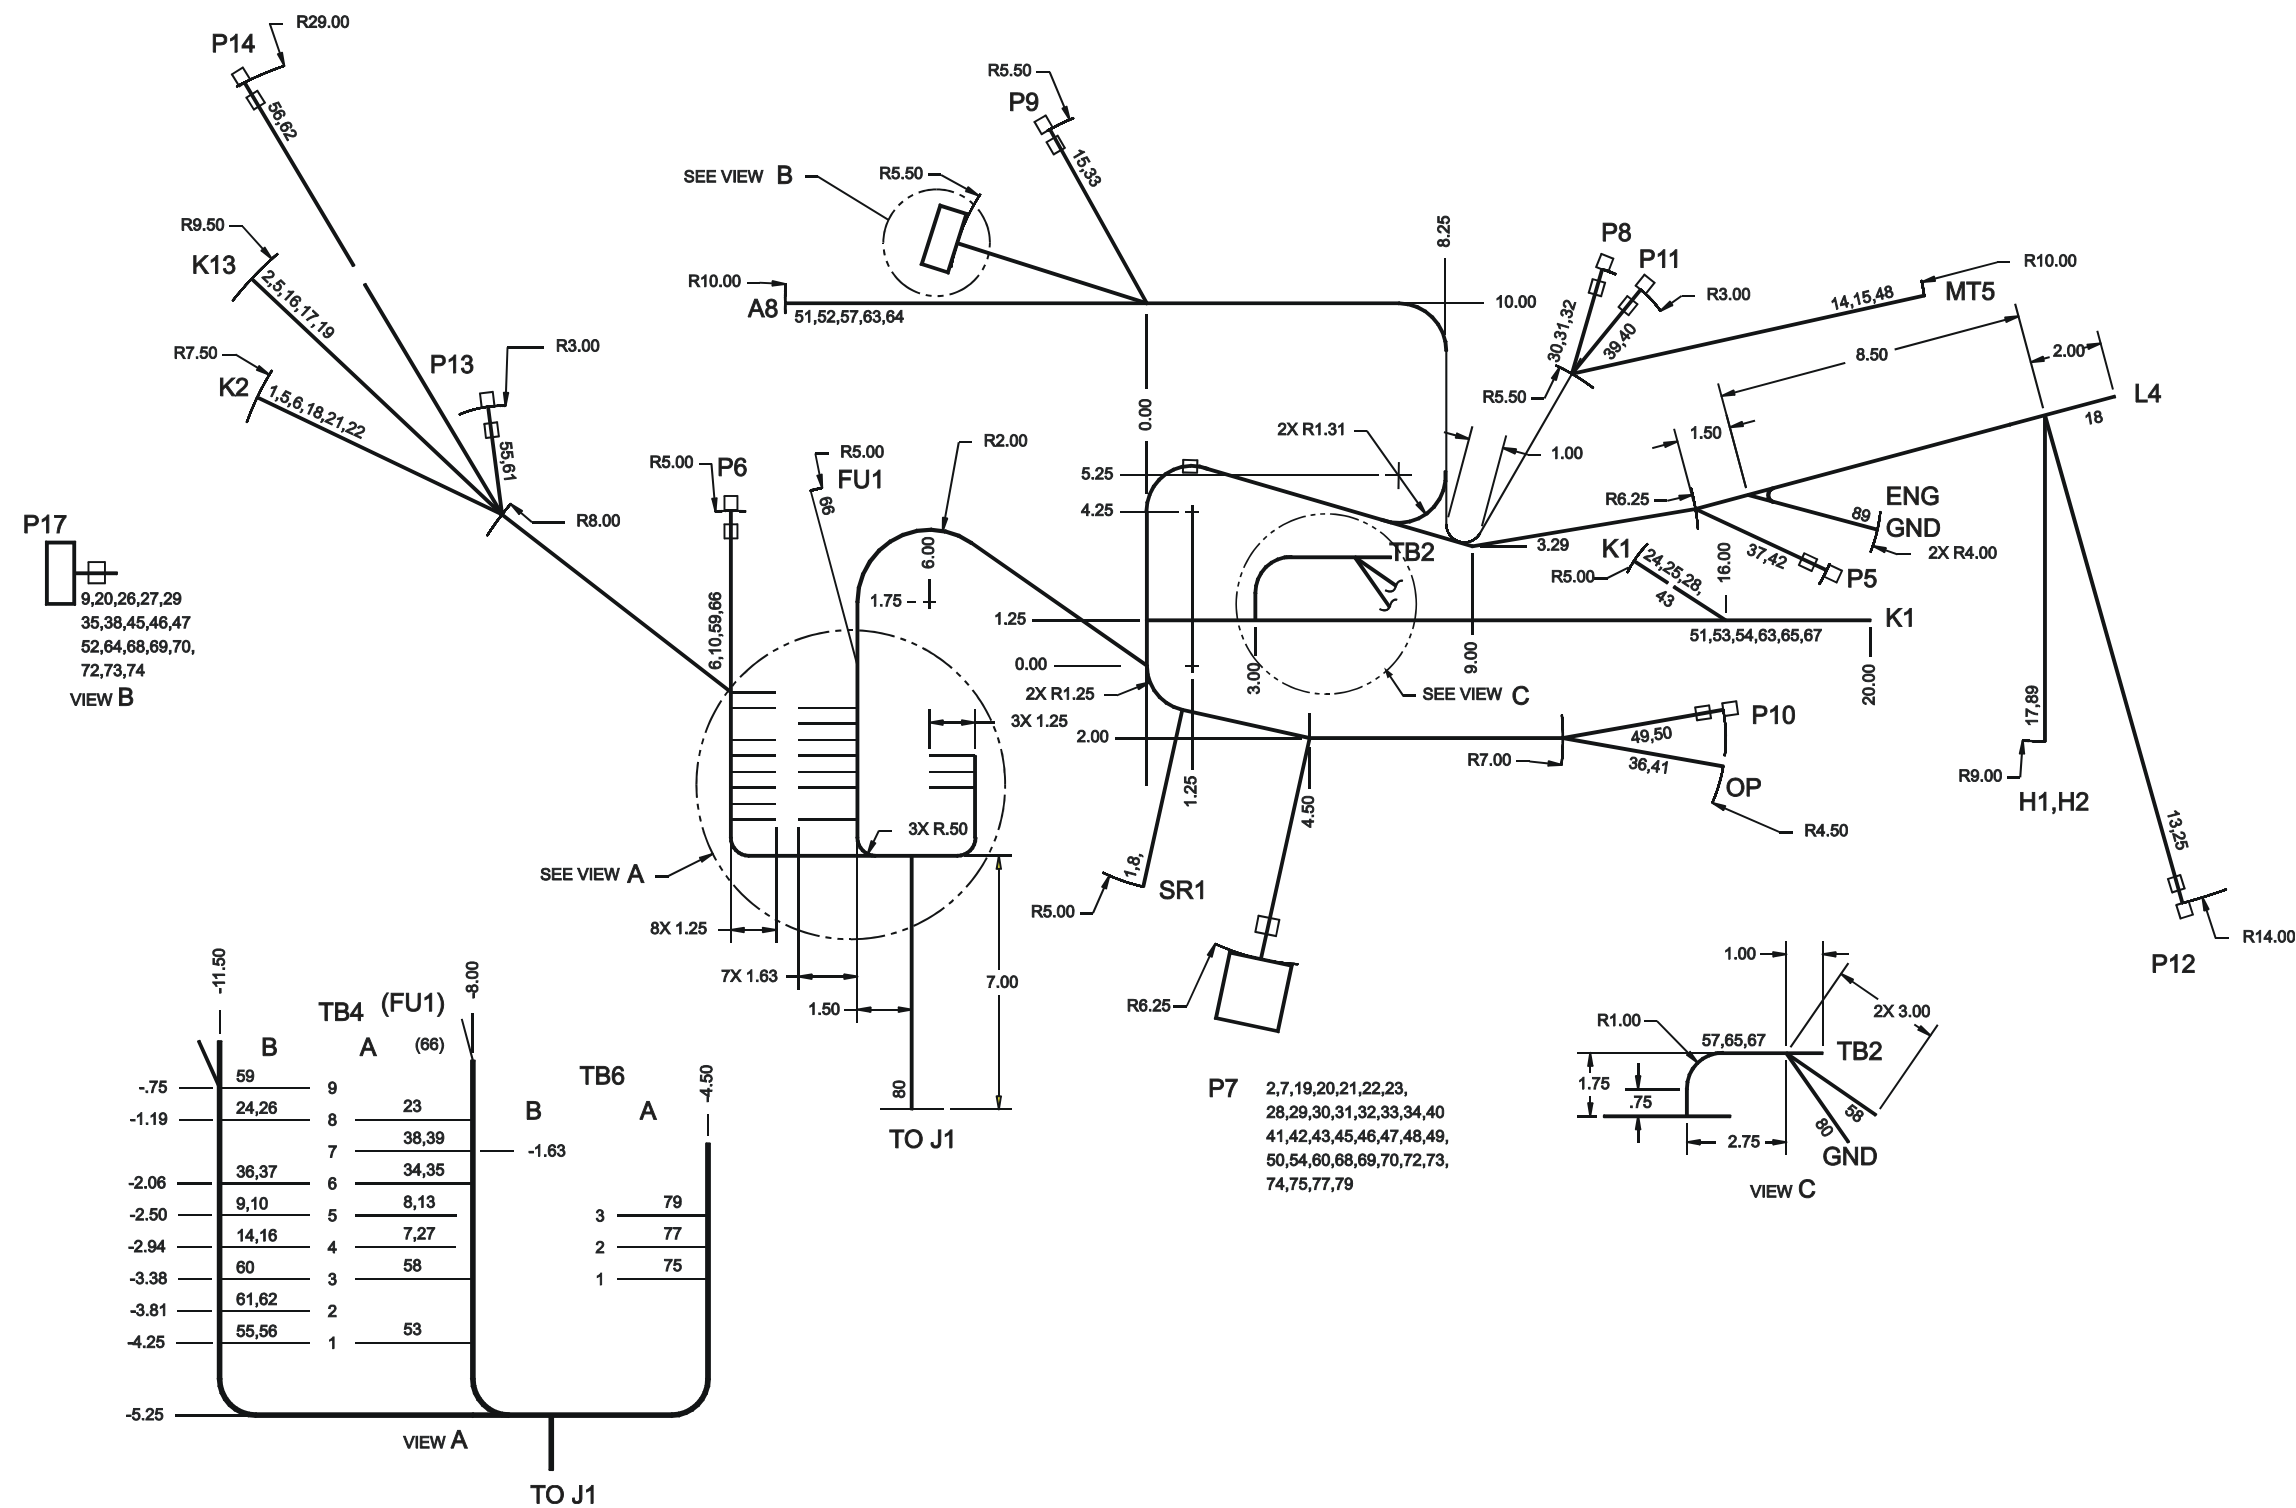 R29.00
P14
56,62
R9.50
K13
2,5,16,17,19
R7.50
K2
1,5,6,18,21,22
P13
R3.00
55,61
R8.00
P17
9,20,26,27,29
35,38,45,46,47
52,64,68,69,70,
72,73,74
VIEW B
R5.50
P9
15,33
SEE VIEW B
R5.50
R10.00
A8
51,52,57,63,64
8.25
10.00
0.00
P8
P11
R3.00
30,31,32
39,40
R5.50
14,15,48
R10.00
MT5
8.50
2.00
L4
18
1.50
1.00
2X R1.31
5.25
4.25
R6.25
ENG
GND
89
2X R4.00
37,42
P5
3.29
TB2
K1
24,25,28,
43
R5.00
16.00
1.25
K1
51,53,54,63,65,67
20.00
9.00
3.00
SEE VIEW C
0.00
2X R1.25
2.00
1.25
4.50
R7.00
49,50
P10
36,41
OP
R4.50
17,89
R9.00
H1,H2
13,25
R14.00
P12
R5.00
P6
6,10,59,66
R5.00
FU1
66
R2.00
6.00
1.75
3X 1.25
3X R.50
SEE VIEW A
8X 1.25
7X 1.63
1.50
7.00
80
TO J1
1,8,
SR1
R5.00
R6.25
P7
2,7,19,20,21,22,23,
28,29,30,31,32,33,34,40
41,42,43,45,46,47,48,49,
50,54,60,68,69,70,72,73,
74,75,77,79
1.00
2X 3.00
R1.00
57,65,67
TB2
1.75
.75
2.75
58
80
GND
VIEW C
-11.50
TB4
(FU1)
-8.00
B
A
(66)
TB6
B
A
-4.50
-.75
59
9
-1.19
24,26
8
23
7
38,39
-1.63
-2.06
36,37
6
34,35
-2.50
9,10
5
8,13
3
79
-2.94
14,16
4
7,27
2
77
-3.38
60
3
58
1
75
-3.81
61,62
2
-4.25
55,56
1
53
-5.25
VIEW A
TO J1